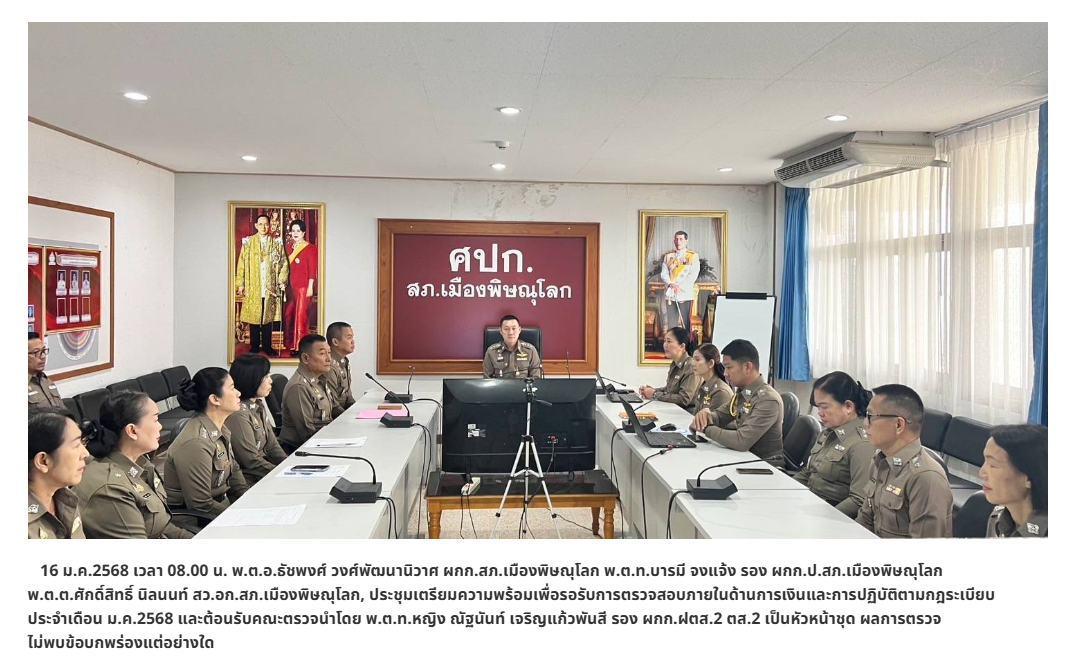 ศปก.
สภ.เมืองพิษณุโลก
16 ม.ค.2568 เวลา 08.00 น. พ.ต.อ.ธัชพงศ์ วงศ์พัฒนานิวาศ ผกก.สภ.เมืองพิษณุโลก พ.ต.ท.บารมี จงแจ้ง รอง ผกก.ป.สภ.เมืองพิษณุโลก
พ.ต.ต.ศักดิ์สิทธิ์ นิลนนท์ สว.อก.สภ.เมืองพิษณุโลก, ประชุมเตรียมความพร้อมเพื่อรอรับการตรวจสอบภายในด้านการเงินและการปฏิบัติตามกฎระเบียบ
ประจำเดือน ม.ค.2568 และต้อนรับคณะตรวจนำโดย พ.ต.ท.หญิง ณัฐนันท์ เจริญแก้วพันสี รอง ผกก.ฝตส.2 ตส.2 เป็นหัวหน้าชุด ผลการตรวจ
ไม่พบข้อบกพร่องแต่อย่างใด